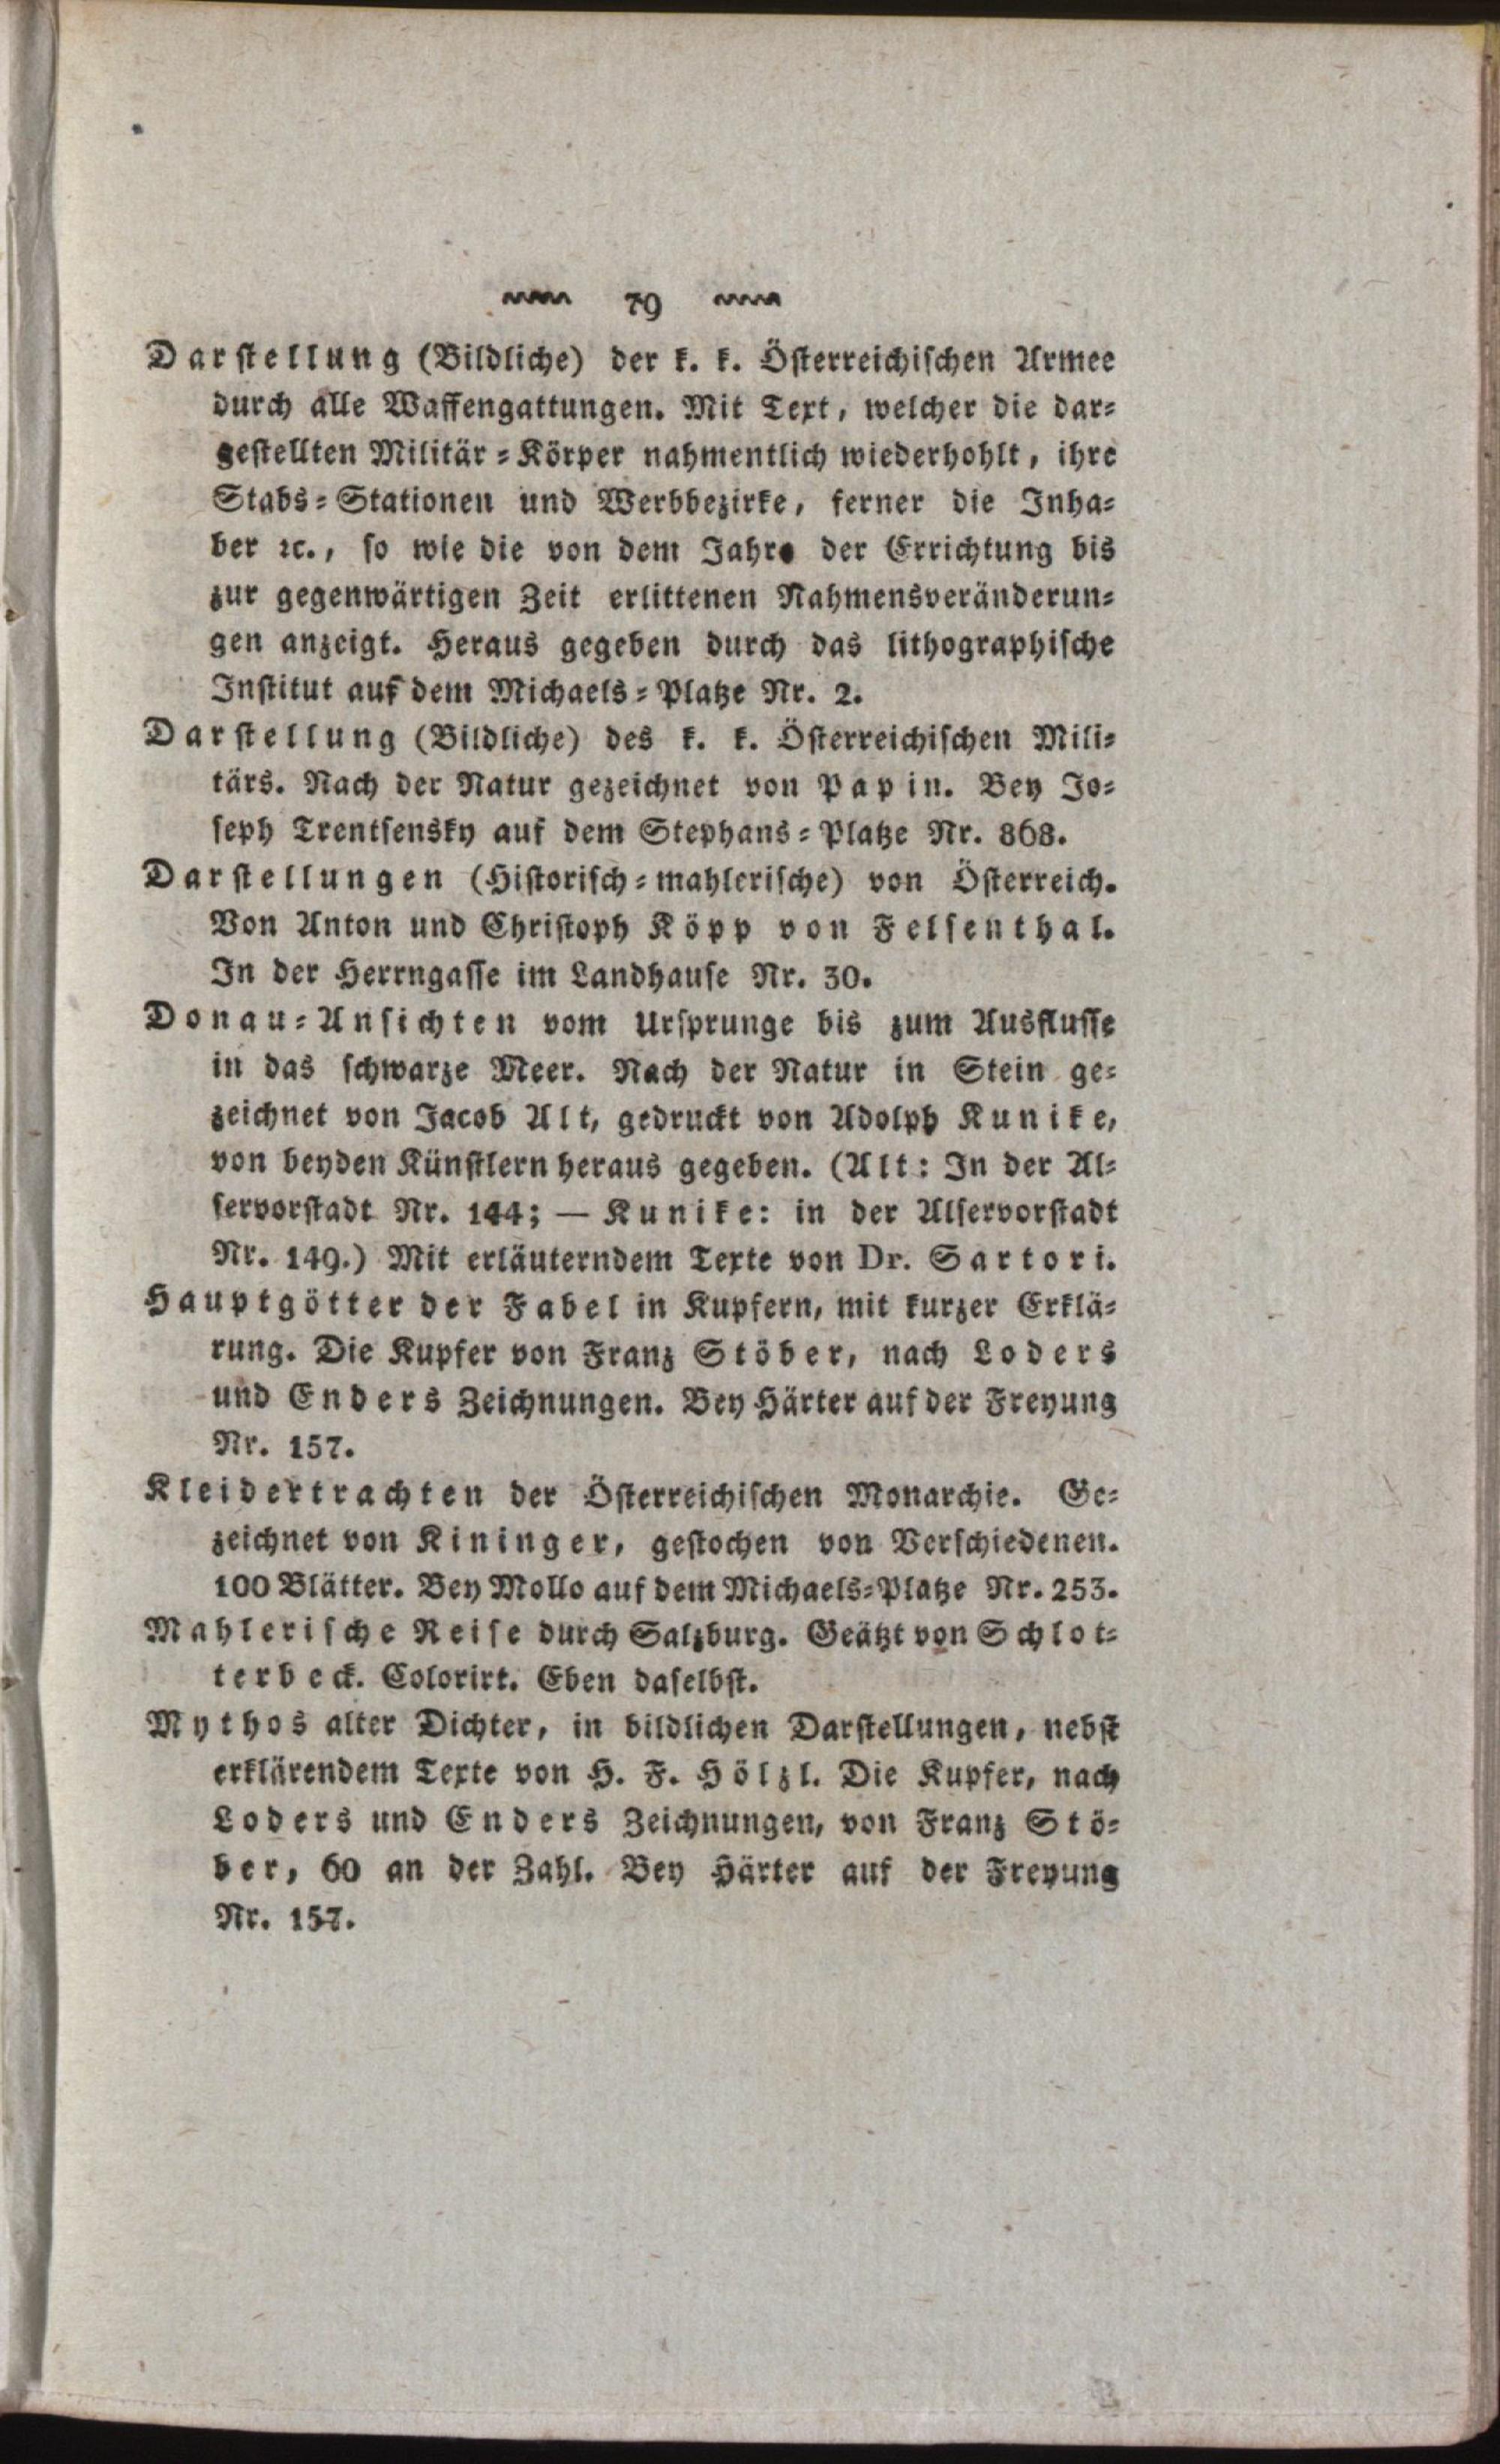 79
Darstellung (Bildliche) der k. k. Österreichischen Armee
durch alle Waffengattungen. Mit Text, welcher die dar-
gestellten Militär-Körper nahmentlich wiederhohlt, ihre
Stabs-Stationen und Werbbezirke, ferner die Inha-
ber ꝛc., so wie die von dem Jahre der Errichtung bis
zur gegenwärtigen Zeit erlittenen Nahmensveränderun-
gen anzeigt. Heraus gegeben durch das lithographische
Institut auf dem Michaels-Platze Nr. 2.
Darstellung (Bildliche) des k. k. Österreichischen Mili-
tärs. Nach der Natur gezeichnet von Papin. Bey Jo-
seph Trentsensky auf dem Stephans-Platze Nr. 868.
Darstellungen (Historisch-mahlerische) von Österreich.
Von Anton und Christoph Köpp von Felsenthal.
In der Herrngasse im Landhause Nr. 30.
Donau-Ansichten vom Ursprunge bis zum Ausflusse
in das schwarze Meer. Nach der Natur in Stein ge-
zeichnet von Jacob Alt, gedruckt von Adolph Kunike,
von beyden Künstlern heraus gegeben. (Alt: In der Al-
servorstadt Nr. 144; — Kunike: in der Alservorstadt
Nr. 149.) Mit erläuterndem Texte von Dr. Sartori.
Hauptgötter der Fabel in Kupfern, mit kurzer Erklä-
rung. Die Kupfer von Franz Stöber, nach Loders
und Enders Zeichnungen. Bey Härter auf der Freyung
Nr. 157.
Kleidertrachten der Österreichischen Monarchie. Ge-
zeichnet von Kininger, gestochen von Verschiedenen.
100 Blätter. Bey Mollo auf dem Michaels-Platze Nr. 253.
Mahlerische Reise durch Salzburg. Geätzt von Schlot-
terbeck. Colorirt. Eben daselbst.
Mythos alter Dichter, in bildlichen Darstellungen, nebst
erklärendem Texte von H. F. Hölzl. Die Kupfer, nach
Loders und Enders Zeichnungen, von Franz Stö-
ber, 60 an der Zahl. Bey Härter auf der Freyung
Nr. 157.